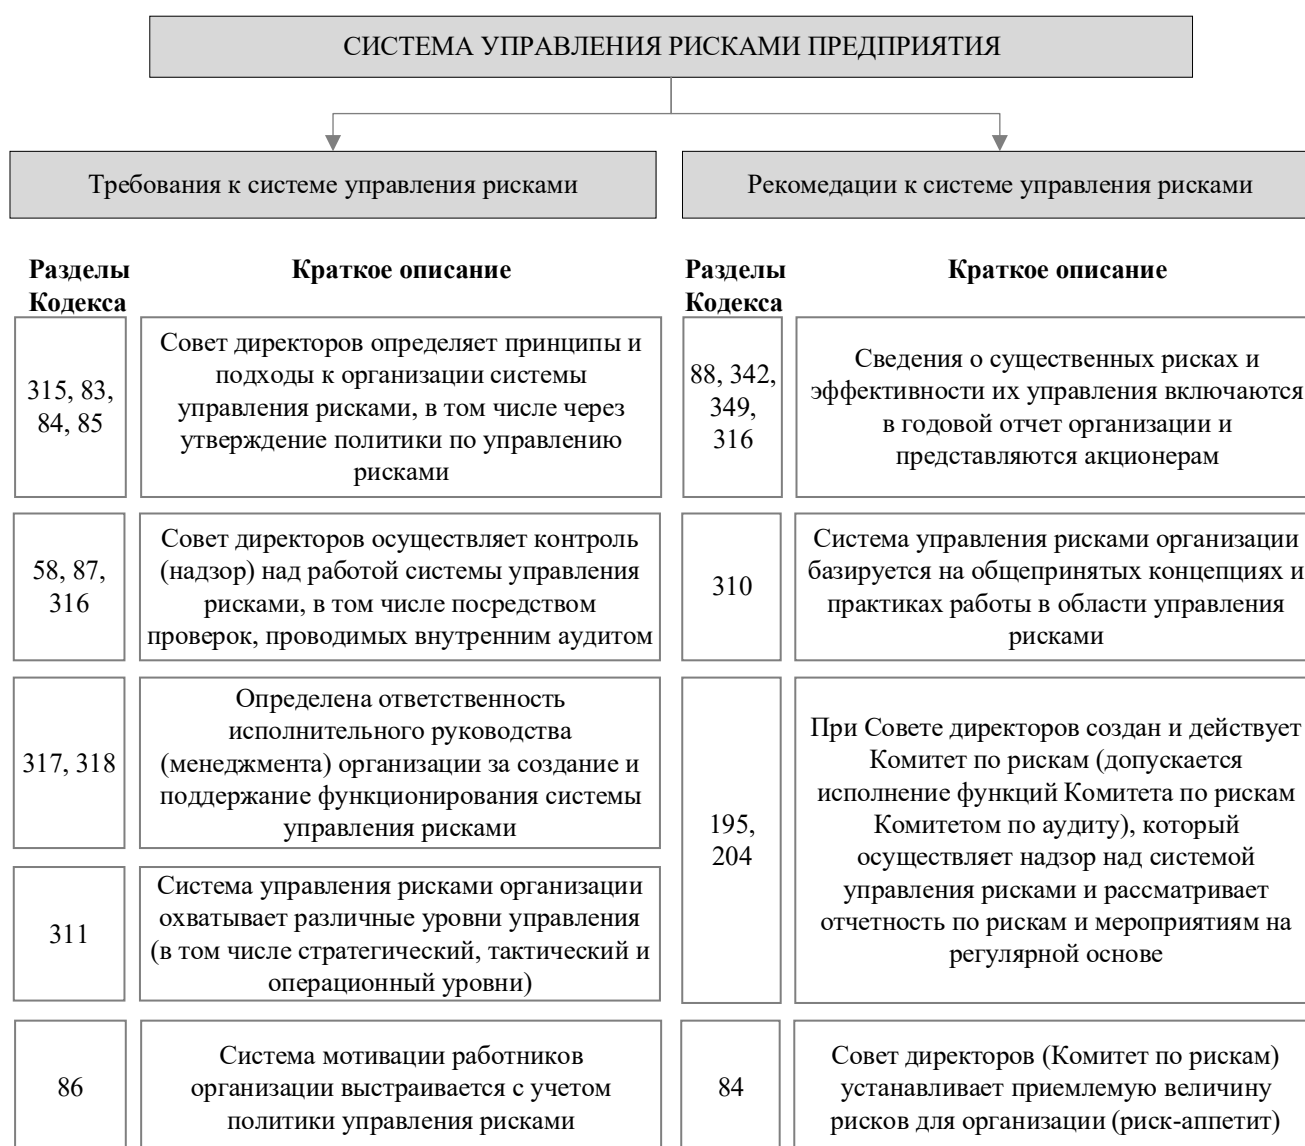 СИСТЕМА УПРАВЛЕНИЯ РИСКАМИ ПРЕДПРИЯТИЯ
Требования к системе управления рисками
Разделы
Кодекса
Краткое описание
315, 83,
84, 85
Совет директоров определяет принципы и
подходы к организации системы
управления рисками, в том числе через
утверждение политики по управлению
рисками
58, 87,
316
Совет директоров осуществляет контроль
(надзор) над работой системы управления
рисками, в том числе посредством
проверок, проводимых внутренним аудитом
317, 318
Определена ответственность
исполнительного руководства
(менеджмента) организации за создание и
поддержание функционирования системы
управления рисками
311
Система управления рисками организации
охватывает различные уровни управления
(в том числе стратегический, тактический и
операционный уровни)
86
Система мотивации работников
организации выстраивается с учетом
политики управления рисками
Рекомедации к системе управления рисками
Разделы
Кодекса
Краткое описание
88, 342,
349,
316
Сведения о существенных рисках и
эффективности их управления включаются
в годовой отчет организации и
представляются акционерам
310
Система управления рисками организации
базируется на общепринятых концепциях и
практиках работы в области управления
рисками
195,
204
При Совете директоров создан и действует
Комитет по рискам (допускается
исполнение функций Комитета по рискам
Комитетом по аудиту), который
осуществляет надзор над системой
управления рисками и рассматривает
отчетность по рискам и мероприятиям на
регулярной основе
84
Совет директоров (Комитет по рискам)
устанавливает приемлемую величину
рисков для организации (риск-аппетит)